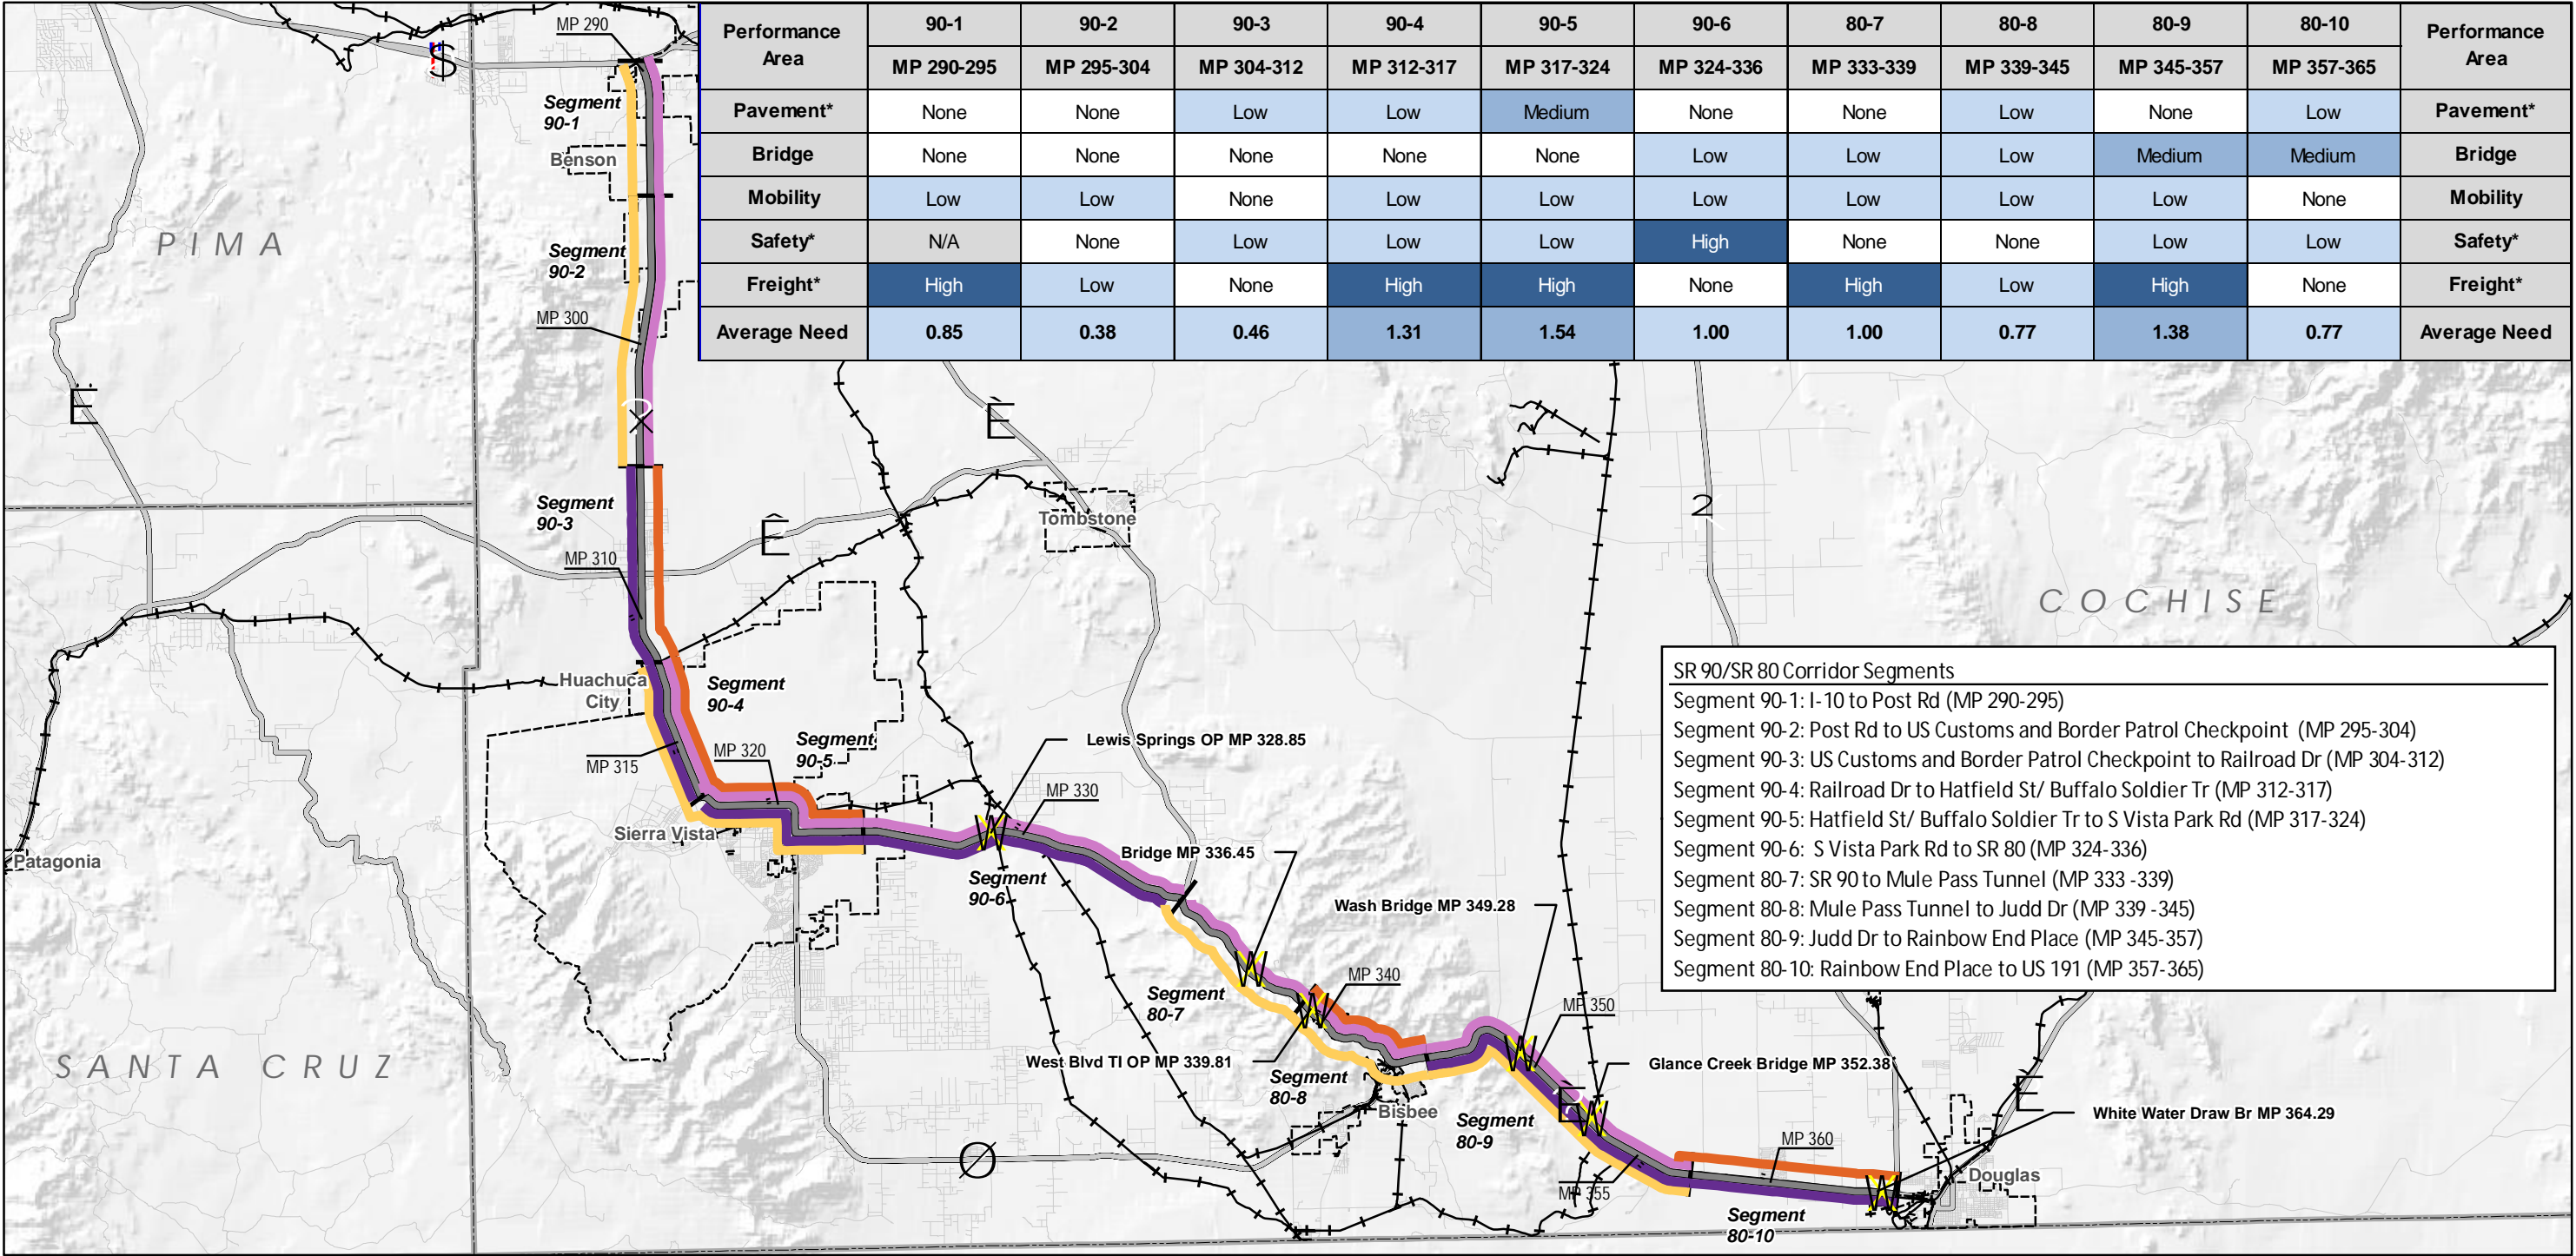 Performance Area 90-1 90-2 90-3 90-4 90-5 90-6 80-7 80-8 80-9 80-10 Performance Area
MP 290-295 MP 295-304 MP 304-312 MP 312-317 MP 317-324 MP 324-336 MP 333-339 MP 339-345 MP 345-357 MP 357-365
Pavement* None None Low Low Medium None None Low None Low Pavement*
Bridge None None None None None Low Low Low Medium Medium Bridge
Mobility Low Low None Low Low Low Low Low Low None Mobility
Safety* N/A None Low Low Low High None None Low Low Safety*
Freight* High Low None High High None High Low High None Freight*
Average Need 0.85 0.38 0.46 1.31 1.54 1.00 1.00 0.77 1.38 0.77 Average Need
MP 290
$
Segment
90-1
Benson
PIMA
Segment
90-2
MP 300
Segment
90-3
Tombstone
2
MP 310
COCHISE
Huachuca
City
Segment
90-4
MP 315
MP 320
Segment
90-5
Lewis Springs OP MP 328.85
MP 330
Sierra Vista
Patagonia
Segment
90-6
Bridge MP 336.45
Wash Bridge MP 349.28
SR 90/SR 80 Corridor Segments
Segment 90-1: I-10 to Post Rd (MP 290-295)
Segment 90-2: Post Rd to US Customs and Border Patrol Checkpoint (MP 295-304)
Segment 90-3: US Customs and Border Patrol Checkpoint to Railroad Dr (MP 304-312)
Segment 90-4: Railroad Dr to Hatfield St/ Buffalo Soldier Tr (MP 312-317)
Segment 90-5: Hatfield St/ Buffalo Soldier Tr to S Vista Park Rd (MP 317-324)
Segment 90-6: S Vista Park Rd to SR 80 (MP 324-336)
Segment 80-7: SR 90 to Mule Pass Tunnel (MP 333 -339)
Segment 80-8: Mule Pass Tunnel to Judd Dr (MP 339 -345)
Segment 80-9: Judd Dr to Rainbow End Place (MP 345-357)
Segment 80-10: Rainbow End Place to US 191 (MP 357-365)
Segment
80-7
MP 340
MP 350
SANTA CRUZ
West Blvd TI OP MP 339.81
Segment
80-8
Bisbee
Glance Creek Bridge MP 352.38
Segment
80-9
White Water Draw Br MP 364.29
MP 360
Douglas
MP 355
Segment
80-10